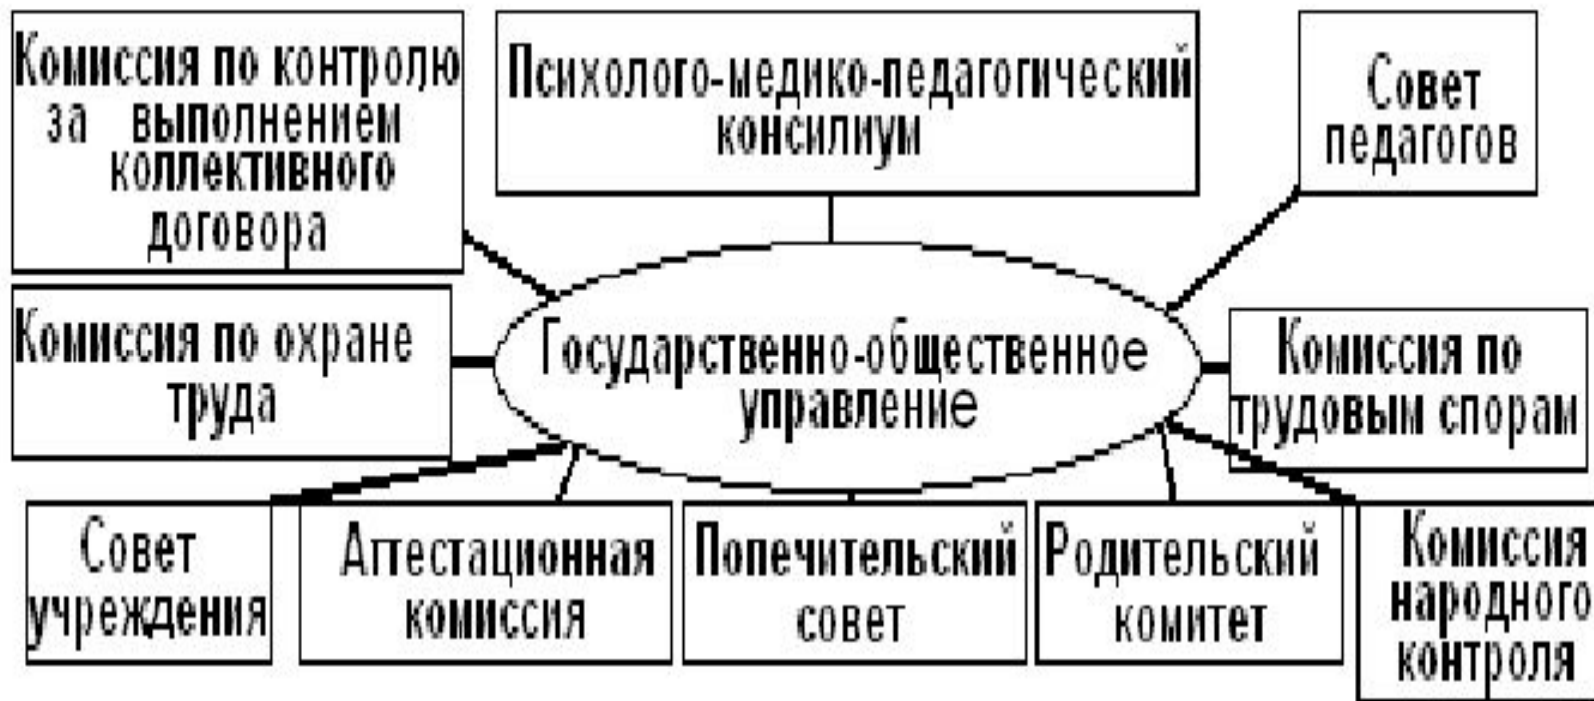 Комиссия по контролю
за выполнением
коллективного
договора
Психолого-медико-педагогический
консилиум
Совет
педагогов
Комиссия по охране
труда
Государственно-общественное
управление
Комиссия по
трудовым спорам
Совет
учреждения
Аттестационная
комиссия
Попечительский
совет
Родительский
комитет
Комиссия
народного
контроля